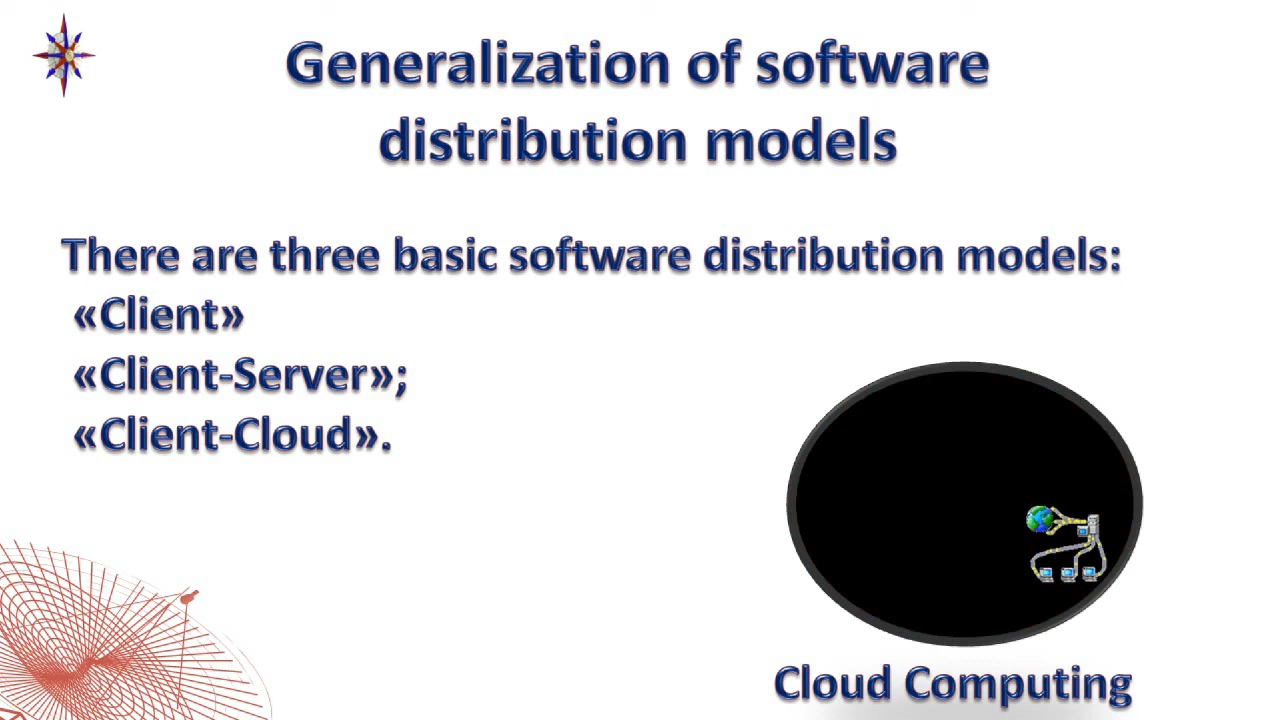 Generalization of software
distribution models
There are three basic software distribution models:
«Client»
«Client-Server»;
«Client-Cloud».
Cloud Computing